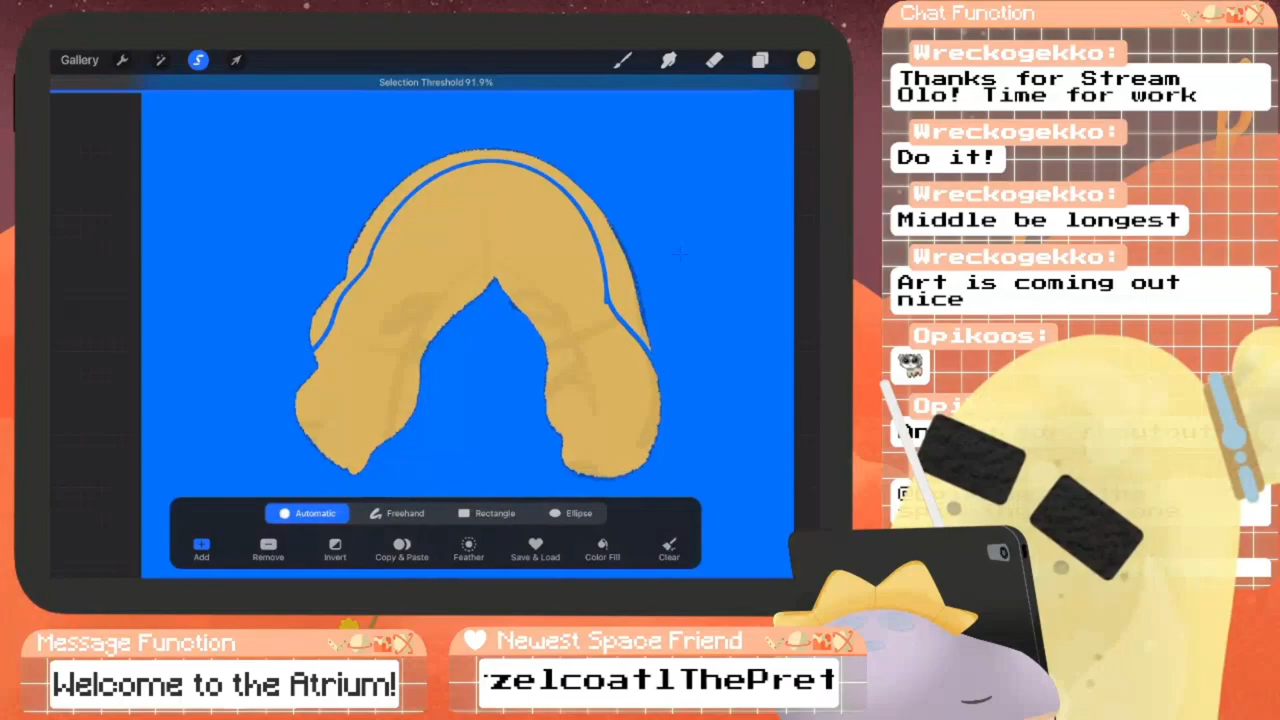 Gallery
Selection Threshold 91.9%
Automatic
Freehand
Rectangle
Ellipse
Add
Remove
Invert
Copy & Paste
Feather
Save & Load
Color Fill
Clear
Chat Function
Wreckogekko:
Thanks for Stream
Olo! Time for work
Wreckogekko:
Do it!
Wreckogekko:
Middle be longest
Wreckogekko:
Art is coming out
nice
Opikoos:
Message Function
Welcome to the Atrium!
Newest Space Friend
zelcoatlThePret